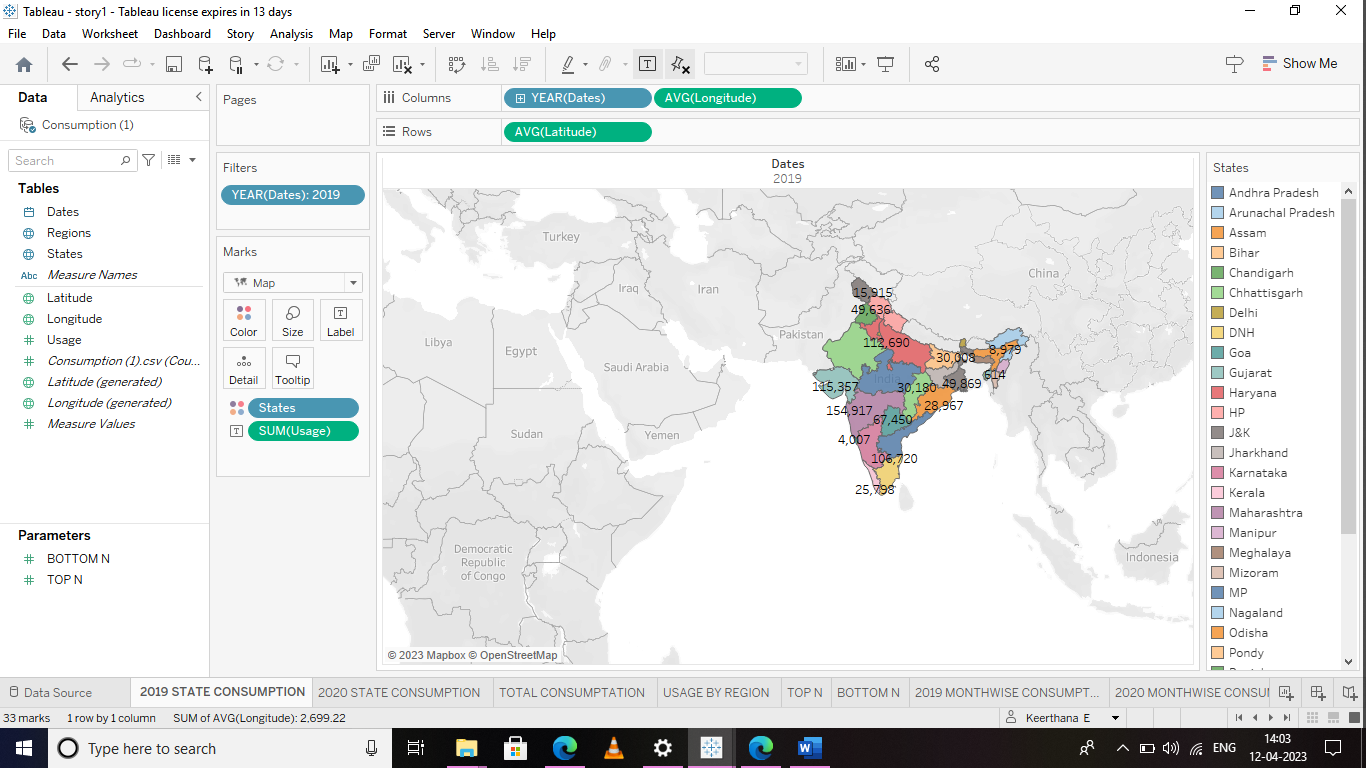 Tableau - story1 - Tableau license expires in 13 days
File Data Worksheet Dashboard Story Analysis Map Format Server Window Help
Show Me
Data Analytics
Consumption (1)
Search
Tables
Dates
Regions
States
Abc Measure Names
Latitude
Longitude
Usage
Consumption (1).csv (Cou...
Latitude (generated)
Longitude (generated)
Measure Values
Parameters
BOTTOM N
TOP N
Pages
Filters
YEAR(Dates): 2019
Marks
Map
Color Size Label
Detail Tooltip
States
SUM(Usage)
Columns YEAR(Dates) AVG(Longitude)
Rows AVG(Latitude)
Dates
2019
Turkey
China
Iraq
Iran
Pakistan
Libya
Egypt
Saudi Arabia
India
Sudan
Yemen
Democratic
Republic
of Congo
Indonesia
15,915
49,636
112,690
30,008
8,979
614
115,357
30,180
49,869
154,917
28,967
67,450
4,007
106,720
25,798
© 2023 Mapbox © OpenStreetMap
States
Andhra Pradesh
Arunachal Pradesh
Assam
Bihar
Chandigarh
Chhattisgarh
Delhi
DNH
Goa
Gujarat
Haryana
HP
J&K
Jharkhand
Karnataka
Kerala
Maharashtra
Manipur
Meghalaya
Mizoram
MP
Nagaland
Odisha
Pondy
Data Source 2019 STATE CONSUMPTION 2020 STATE CONSUMPTION TOTAL CONSUMPTATION USAGE BY REGION TOP N BOTTOM N 2019 MONTHWISE CONSUMPT... 2020 MONTHWISE CONSUM
33 marks 1 row by 1 column SUM of AVG(Longitude): 2,699.22 Keerthana E
Type here to search
ENG
14:03
12-04-2023